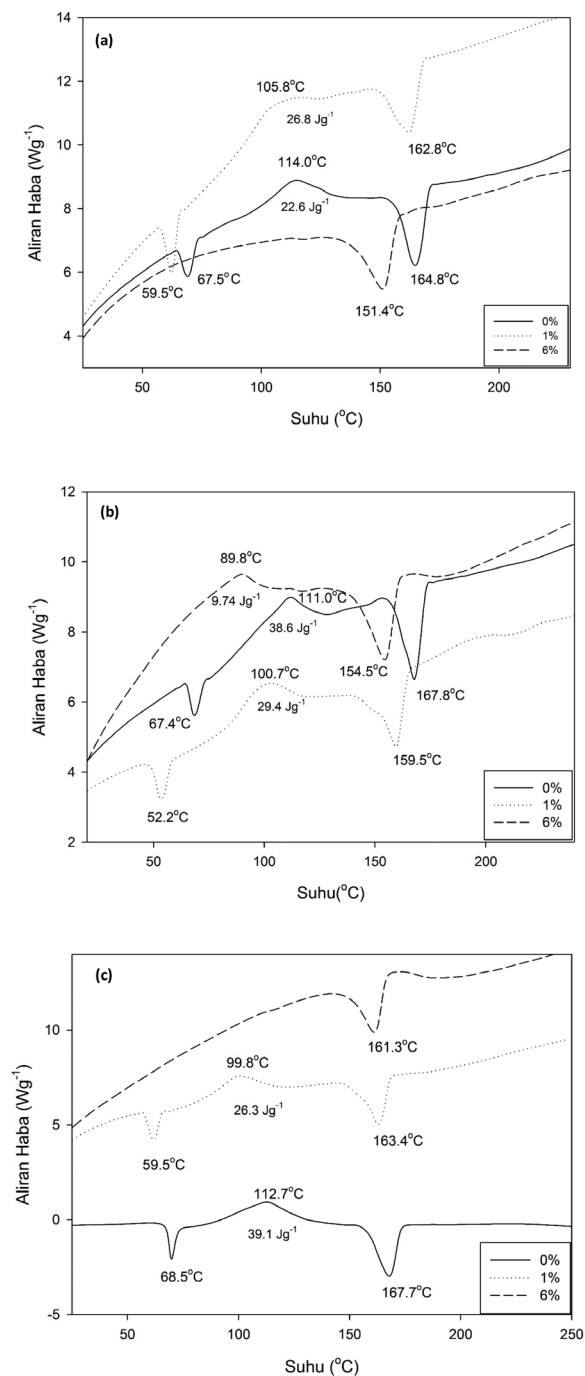 (a)
14
12
10
8
6
4
Aliran Haba (Wg⁻¹)
105.8°C
26.8 Jg⁻¹
114.0°C
22.6 Jg⁻¹
162.8°C
59.5°C
67.5°C
164.8°C
151.4°C
0%
1%
6%
50 100 150 200
Suhu (°C)
(b)
12
10
8
6
4
2
Aliran Haba (Wg⁻¹)
89.8°C
9.74 Jg⁻¹
111.0°C
38.6 Jg⁻¹
100.7°C
29.4 Jg⁻¹
154.5°C
167.8°C
67.4°C
159.5°C
52.2°C
0%
1%
6%
50 100 150 200
Suhu(°C)
(c)
10
5
0
-5
Aliran Haba (Wg⁻¹)
161.3°C
99.8°C
26.3 Jg⁻¹
163.4°C
59.5°C
112.7°C
39.1 Jg⁻¹
68.5°C
167.7°C
0%
1%
6%
50 100 150 200 250
Suhu (°C)